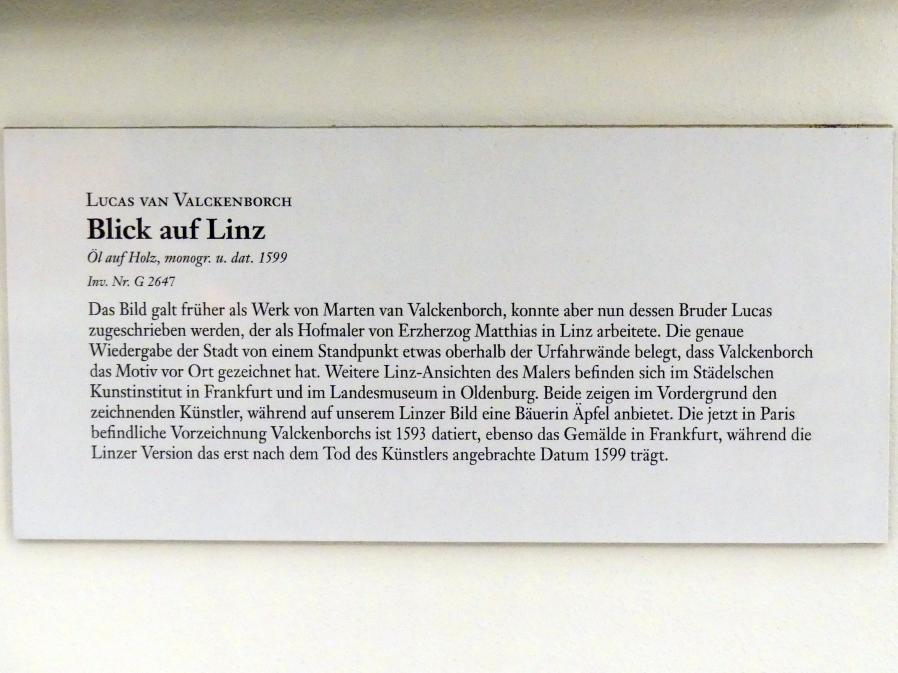 Lucas van Valckenborch
Blick auf Linz
Öl auf Holz, monogr. u. dat. 1599
Inv. Nr. G 2647
Das Bild galt früher als Werk von Marten van Valckenborch, konnte aber nun dessen Bruder Lucas
zugeschrieben werden, der als Hofmaler von Erzherzog Matthias in Linz arbeitete. Die genaue
Wiedergabe der Stadt von einem Standpunkt etwas oberhalb der Urfahrwände belegt, dass Valckenborch
das Motiv vor Ort gezeichnet hat. Weitere Linz-Ansichten des Malers befinden sich im Städelschen
Kunstinstitut in Frankfurt und im Landesmuseum in Oldenburg. Beide zeigen im Vordergrund den
zeichnenden Künstler, während auf unserem Linzer Bild eine Bäuerin Äpfel anbietet. Die jetzt in Paris
befindliche Vorzeichnung Valckenborchs ist 1593 datiert, ebenso das Gemälde in Frankfurt, während die
Linzer Version das erst nach dem Tod des Künstlers angebrachte Datum 1599 trägt.